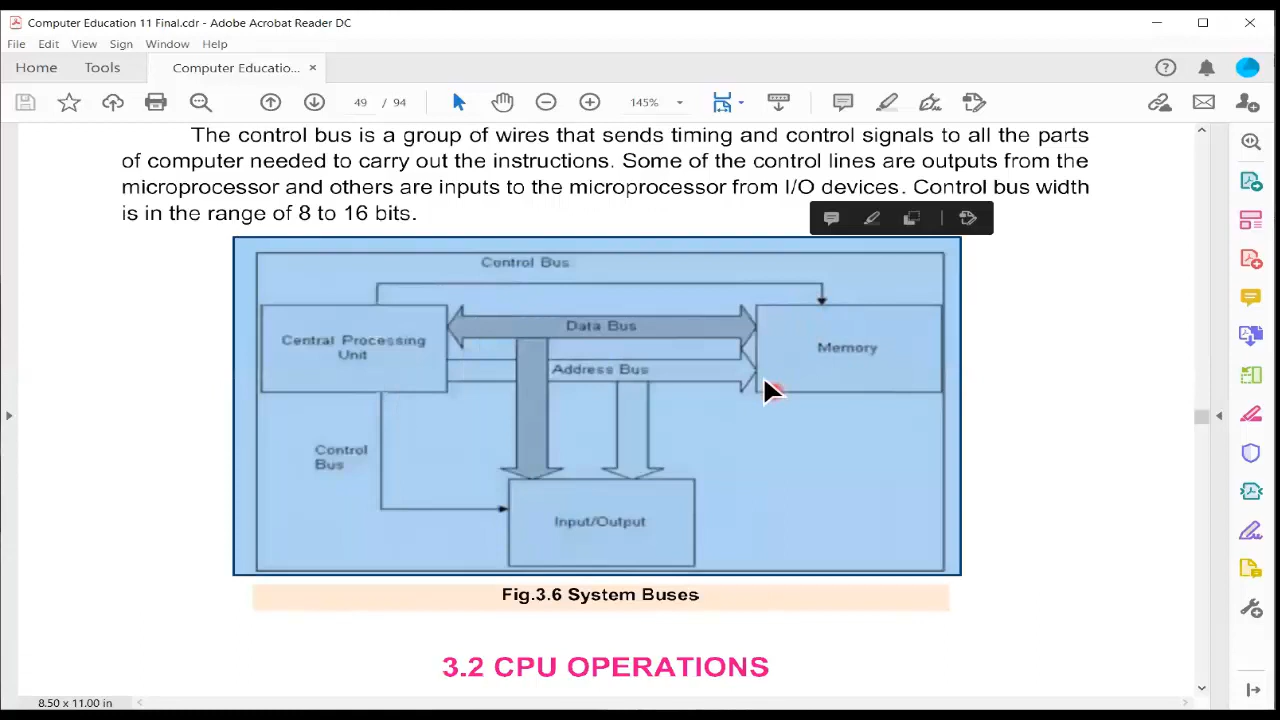 Computer Education 11 Final.cdr - Adobe Acrobat Reader DC
File Edit View Sign Window Help
Home Tools Computer Educatio... ×
49 / 94 145%
The control bus is a group of wires that sends timing and control signals to all the parts
of computer needed to carry out the instructions. Some of the control lines are outputs from the
microprocessor and others are inputs to the microprocessor from I/O devices. Control bus width
is in the range of 8 to 16 bits.
Control Bus
Data Bus
Central Processing
Unit
Memory
Address Bus
Control
Bus
Input/Output
Fig.3.6 System Buses
3.2 CPU OPERATIONS
8.50 x 11.00 in